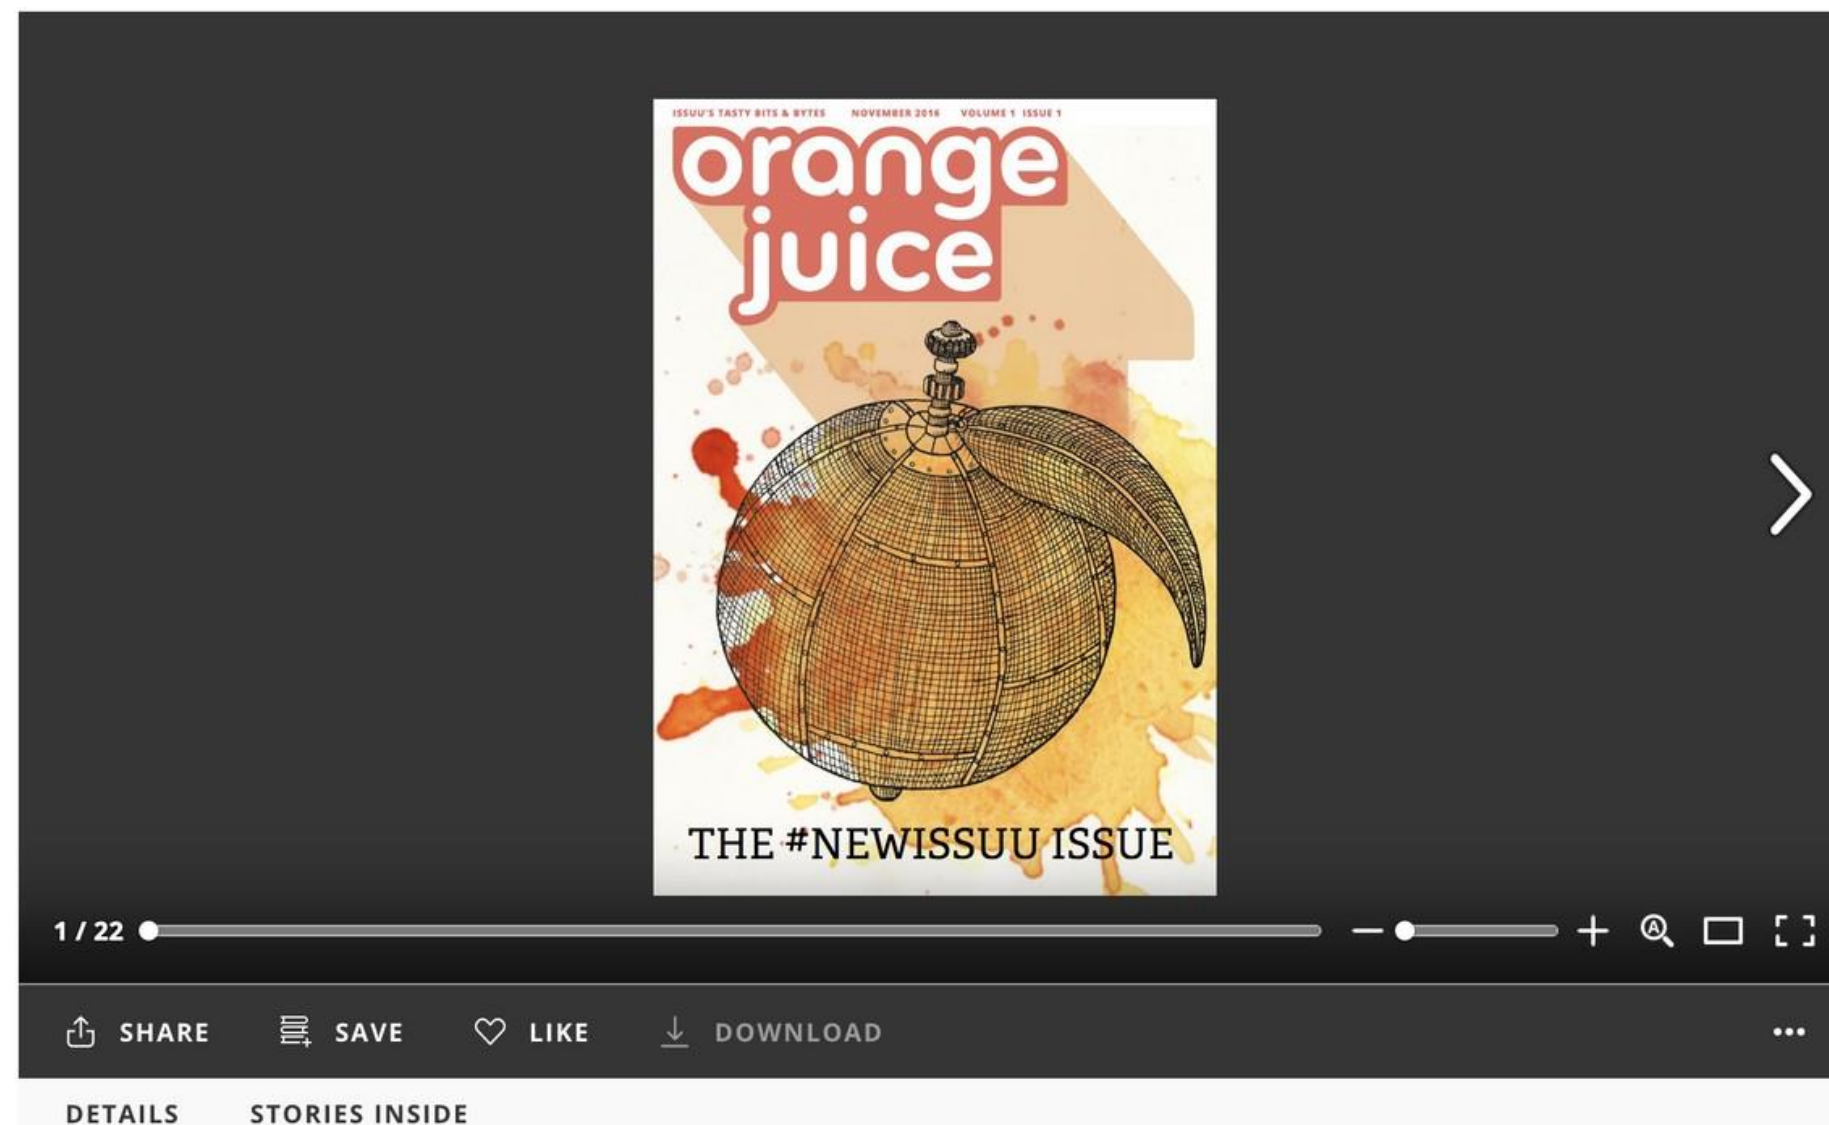 ISSUU'S TASTY BITS & BYTES NOVEMBER 2016 VOLUME 1 ISSUE 1
orange
juice
THE #NEWISSUU ISSUE
1 / 22
A
SHARE SAVE LIKE DOWNLOAD
DETAILS STORIES INSIDE